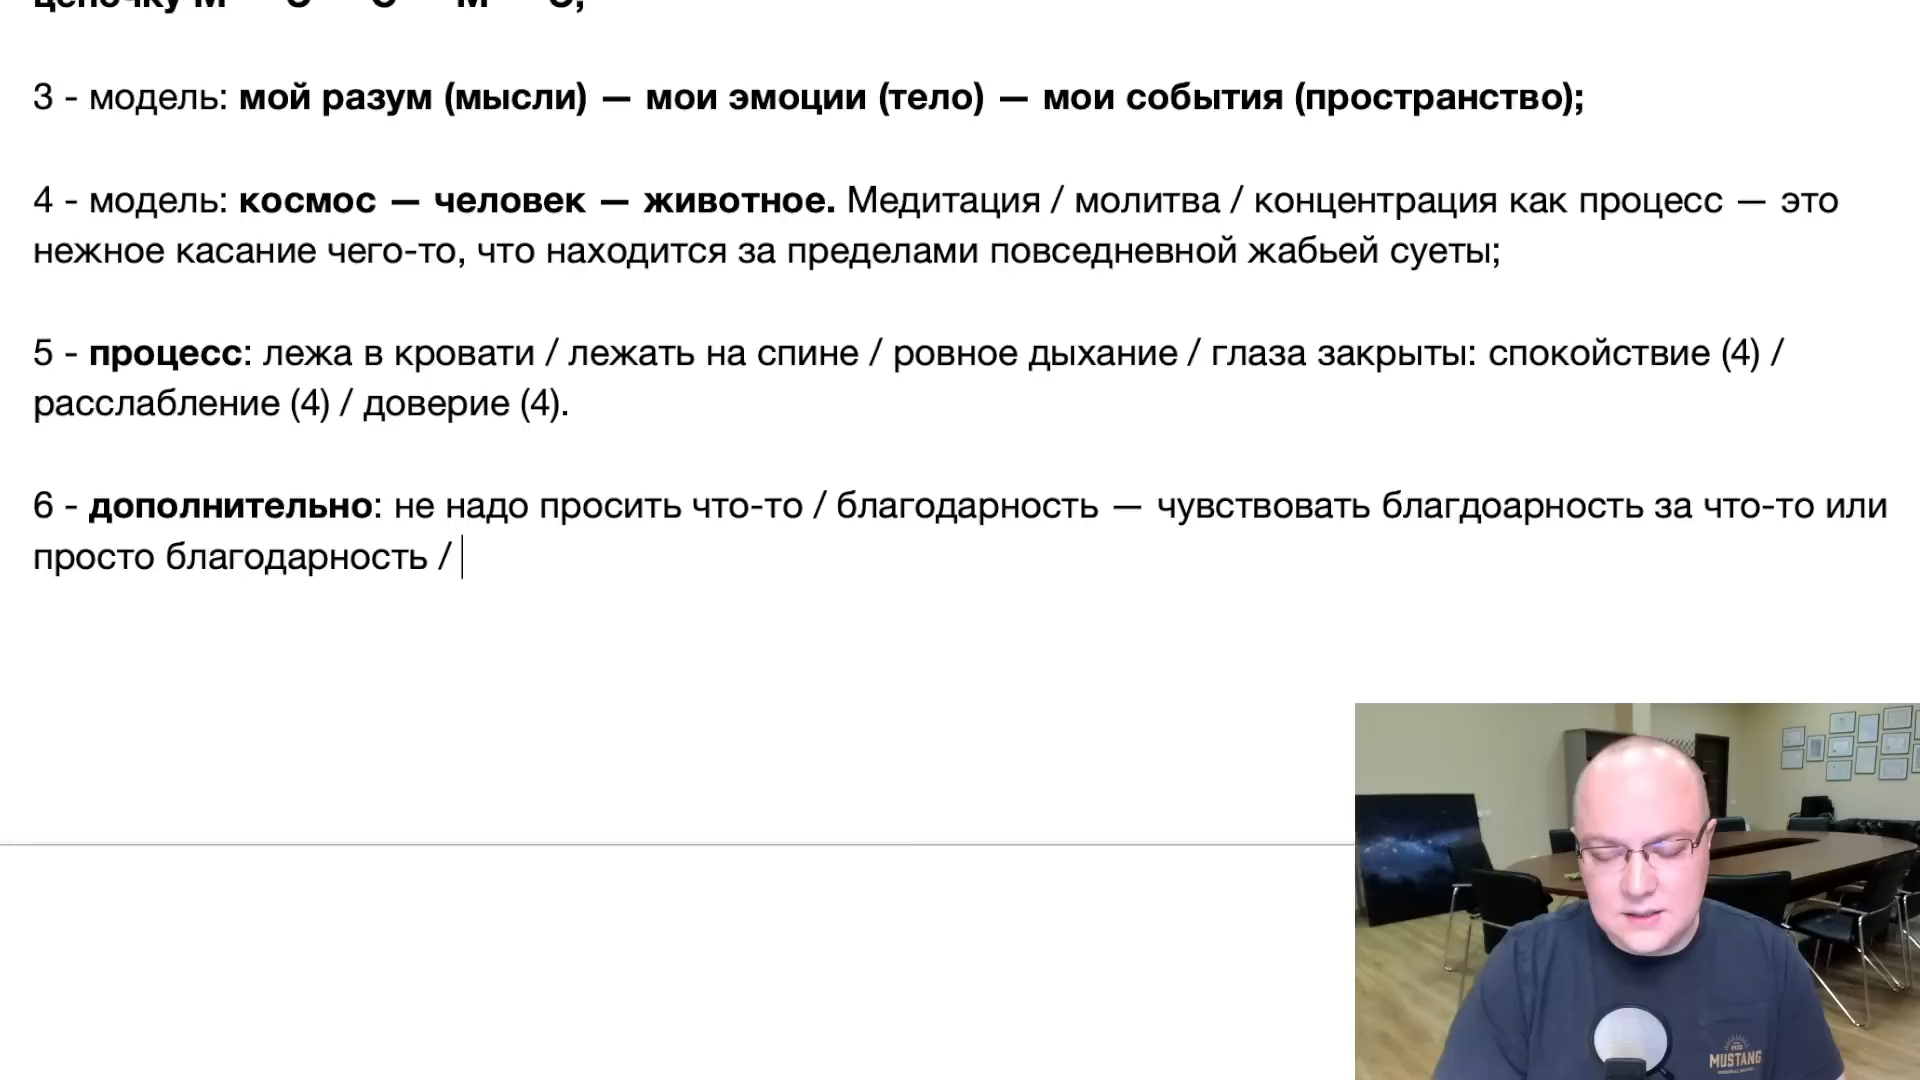 3 - модель: мой разум (мысли) — мои эмоции (тело) — мои события (пространство);
4 - модель: космос — человек — животное. Медитация / молитва / концентрация как процесс — это
нежное касание чего-то, что находится за пределами повседневной жабьей суеты;
5 - процесс: лежа в кровати / лежать на спине / ровное дыхание / глаза закрыты: спокойствие (4) /
расслабление (4) / доверие (4).
6 - дополнительно: не надо просить что-то / благодарность — чувствовать благдоарность за что-то или
просто благодарность /
MUSTANG